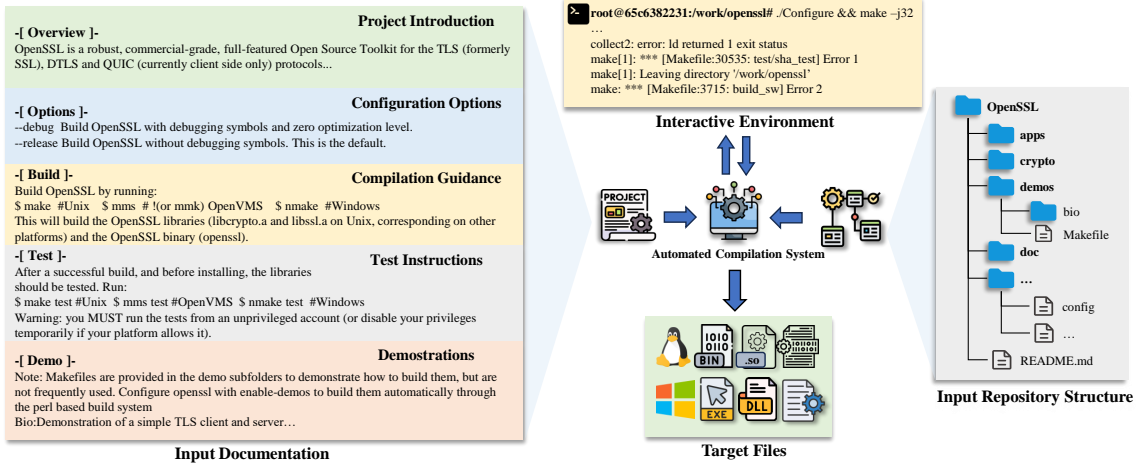 Project Introduction
-[ Overview ]-
OpenSSL is a robust, commercial-grade, full-featured Open Source Toolkit for the TLS (formerly
SSL), DTLS and QUIC (currently client side only) protocols...
Configuration Options
-[ Options ]-
--debug Build OpenSSL with debugging symbols and zero optimization level.
--release Build OpenSSL without debugging symbols. This is the default.
-[ Build ]-
Compilation Guidance
Build OpenSSL by running:
$ make #Unix $ mms # !(or mmk) OpenVMS $ nmake #Windows
This will build the OpenSSL libraries (libcrypto.a and libssl.a on Unix, corresponding on other
platforms) and the OpenSSL binary (openssl).
-[ Test ]-
Test Instructions
After a successful build, and before installing, the libraries
should be tested. Run:
$ make test #Unix $ mms test #OpenVMS $ nmake test #Windows
Warning: you MUST run the tests from an unprivileged account (or disable your privileges
temporarily if your platform allows it).
-[ Demo ]-
Demostrations
Note: Makefiles are provided in the demo subfolders to demonstrate how to build them, but are
not frequently used. Configure openssl with enable-demos to build them automatically through
the perl based build system
Bio:Demonstration of a simple TLS client and server…
Input Documentation
root@65c6382231:/work/openssl# ./Configure && make –j32
…
collect2: error: ld returned 1 exit status
make[1]: *** [Makefile:30535: test/sha_test] Error 1
make[1]: Leaving directory '/work/openssl’
make: *** [Makefile:3715: build_sw] Error 2
Interactive Environment
PROJECT
Automated Compilation System
BIN
.so
EXE
DLL
Target Files
OpenSSL
apps
crypto
demos
bio
Makefile
doc
...
config
…
README.md
Input Repository Structure